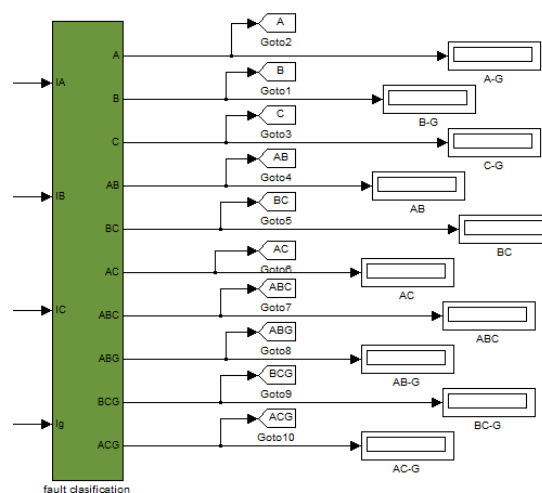 A
Goto2
A
A-G
IA
B
Goto1
B
B-G
C
Goto3
C
C-G
AB
Goto4
AB
AB
IB
BC
Goto5
BC
BC
AC
Goto6
AC
AC
IC
ABC
Goto7
ABC
ABC
ABG
Goto8
ABG
AB-G
BCG
Goto9
BCG
BC-G
Ig
ACG
Goto10
ACG
AC-G
fault clasification